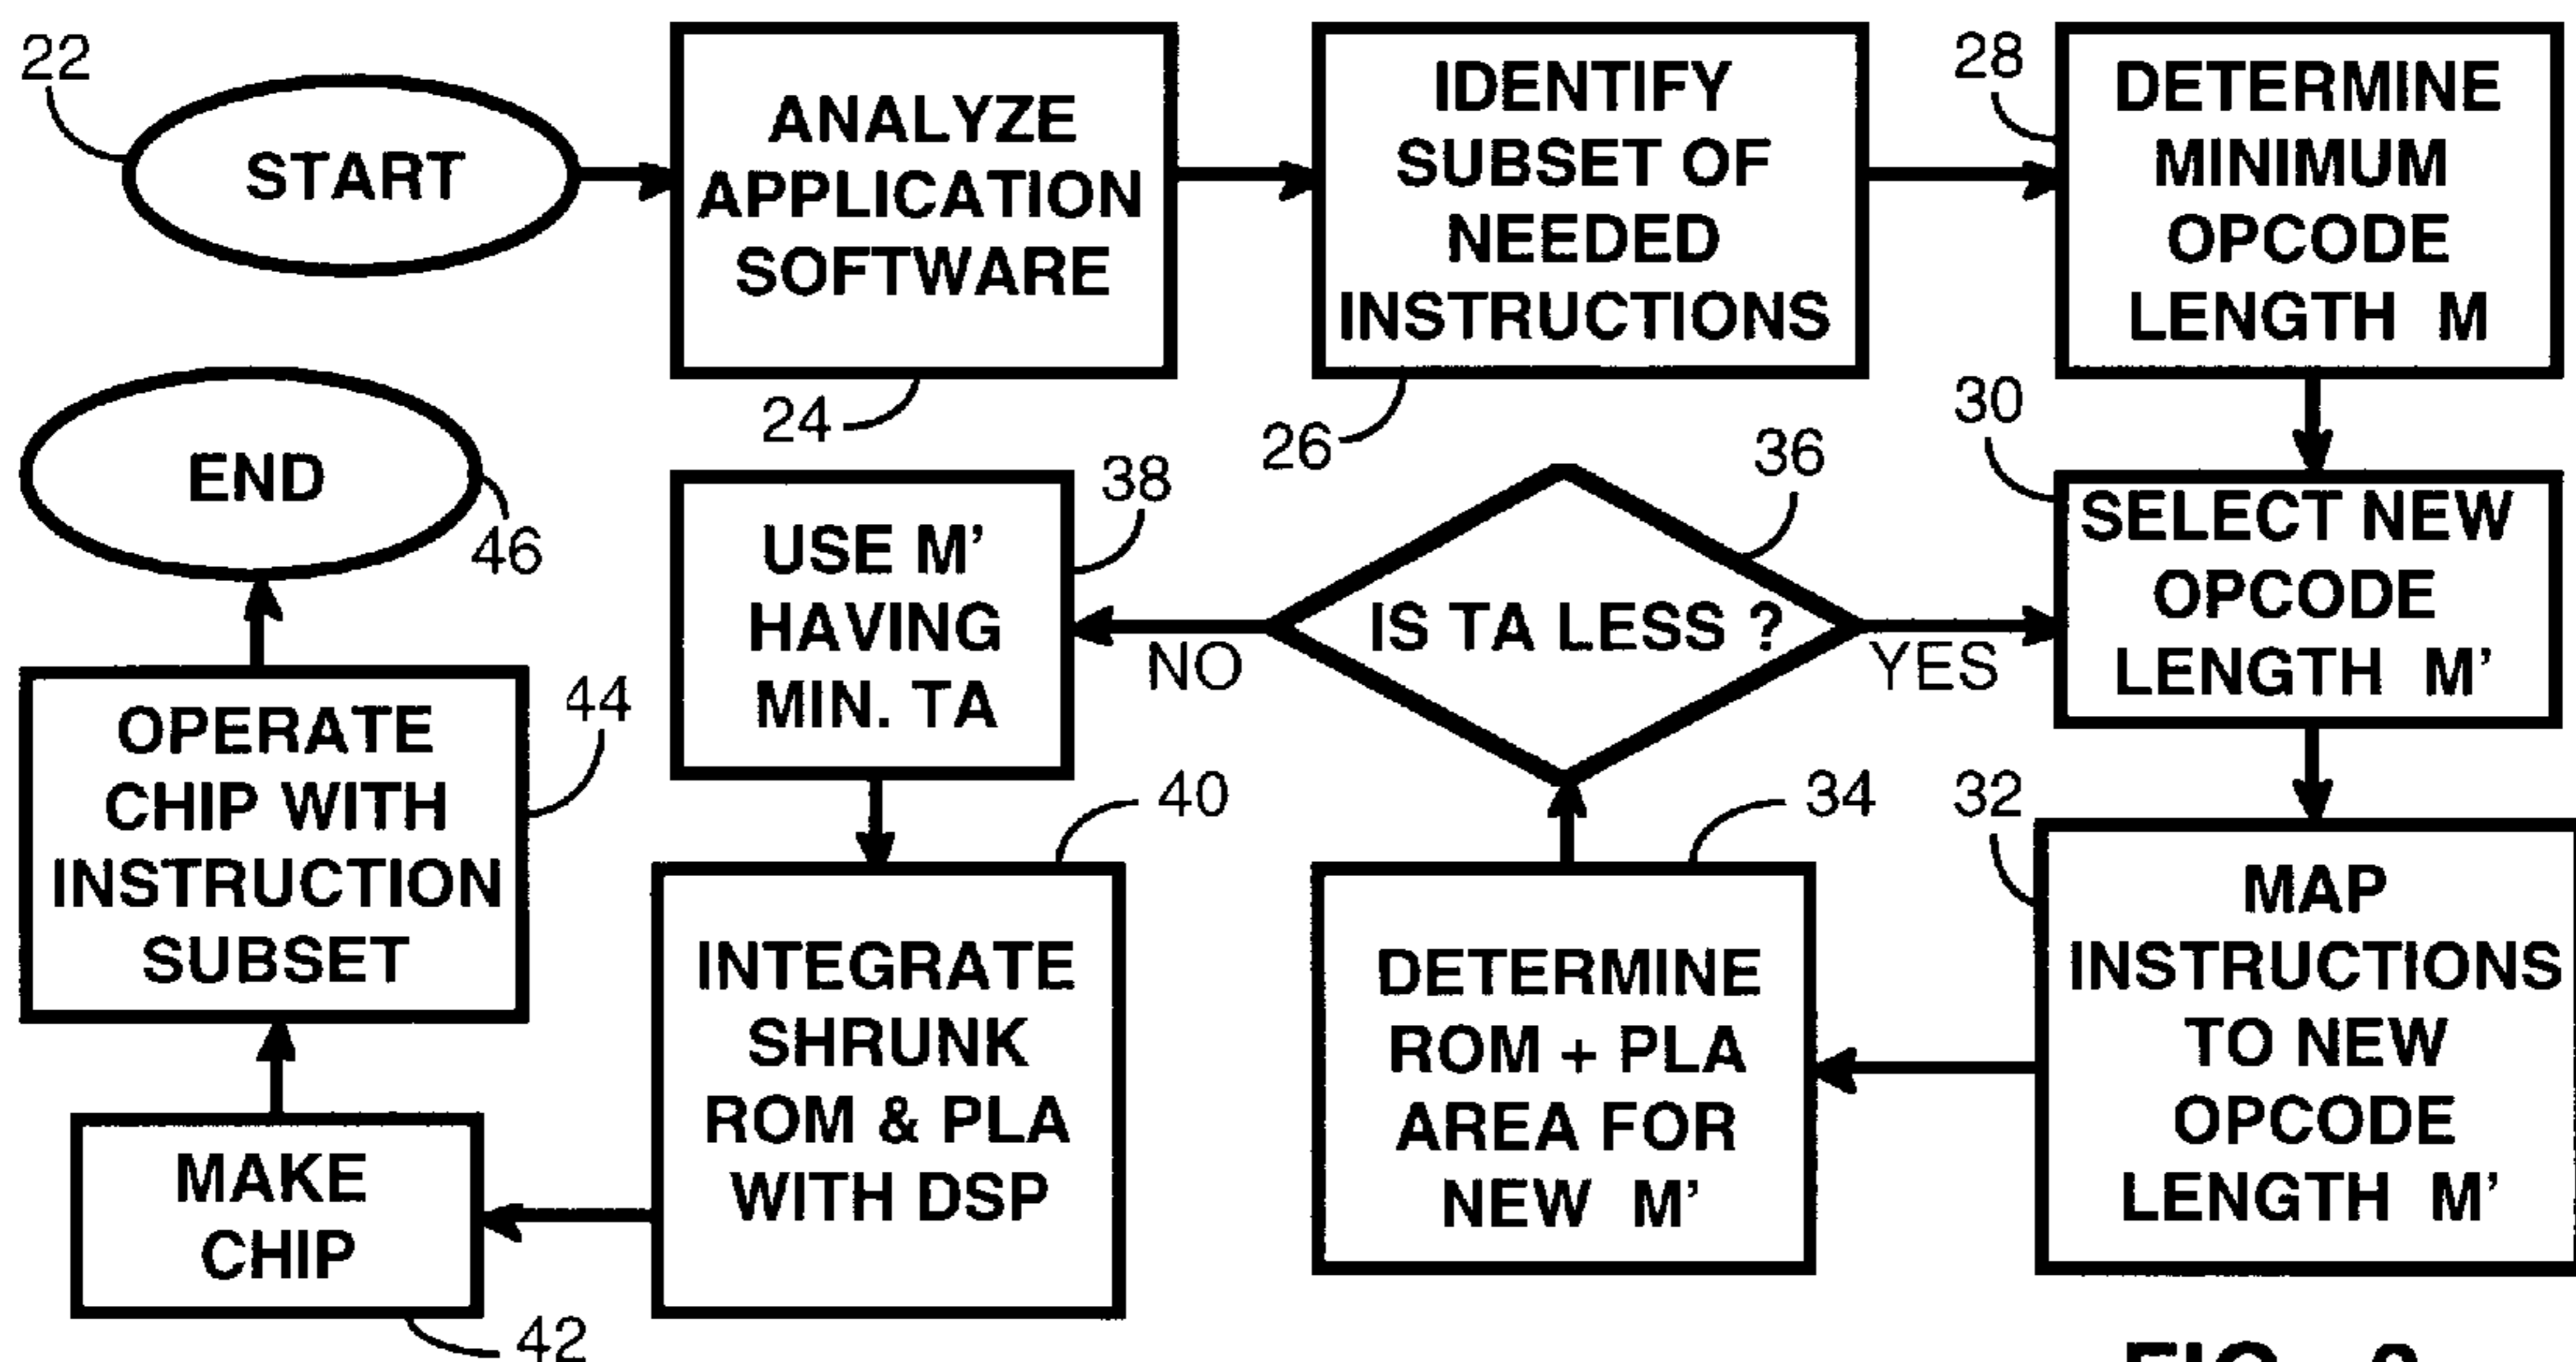 22
START
ANALYZE
APPLICATION
SOFTWARE
24
IDENTIFY
SUBSET OF
NEEDED
INSTRUCTIONS
26
28
DETERMINE
MINIMUM
OPCODE
LENGTH M
30
SELECT NEW
OPCODE
LENGTH M'
32
MAP
INSTRUCTIONS
TO NEW
OPCODE
LENGTH M'
34
DETERMINE
ROM + PLA
AREA FOR
NEW M'
36
IS TA LESS ?
YES
NO
38
USE M'
HAVING
MIN. TA
40
INTEGRATE
SHRUNK
ROM & PLA
WITH DSP
MAKE
CHIP
42
44
OPERATE
CHIP WITH
INSTRUCTION
SUBSET
END
46
FIG.